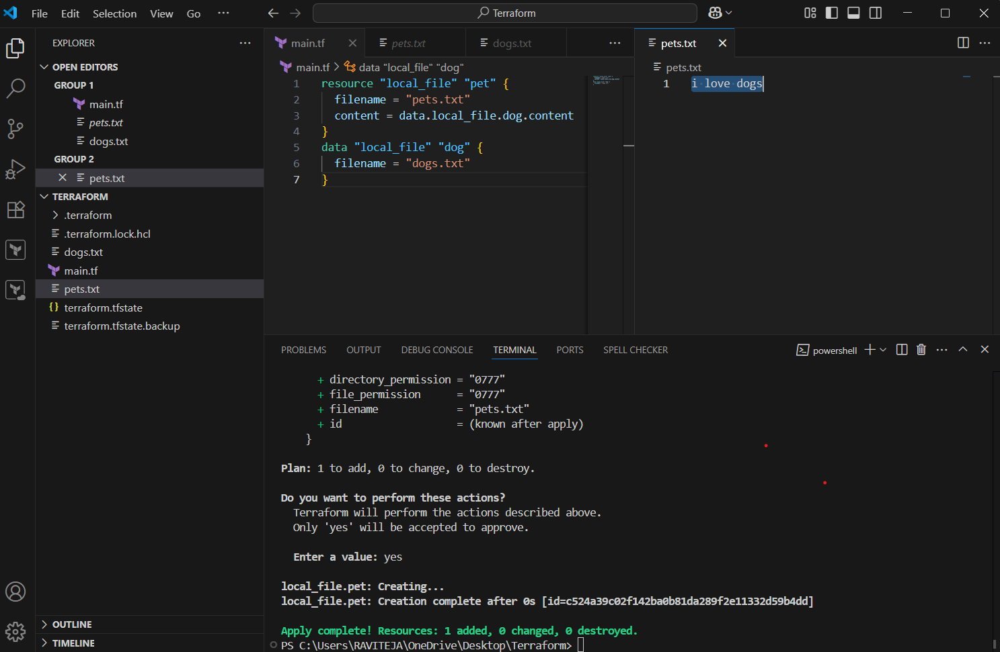 File Edit Selection View Go ··· Terraform
EXPLORER ···
OPEN EDITORS
GROUP 1
main.tf
pets.txt
dogs.txt
GROUP 2
pets.txt
TERRAFORM
.terraform
.terraform.lock.hcl
dogs.txt
main.tf
pets.txt
{} terraform.tfstate
terraform.tfstate.backup
OUTLINE
TIMELINE
main.tf pets.txt dogs.txt ···
main.tf > data "local_file" "dog"
1 resource "local_file" "pet" {
2 filename = "pets.txt"
3 content = data.local_file.dog.content
4 }
5 data "local_file" "dog" {
6 filename = "dogs.txt"
7 }
pets.txt ···
pets.txt
1 i love dogs
PROBLEMS OUTPUT DEBUG CONSOLE TERMINAL PORTS SPELL CHECKER powershell ···
+ directory_permission = "0777"
+ file_permission = "0777"
+ filename = "pets.txt"
+ id = (known after apply)
}
Plan: 1 to add, 0 to change, 0 to destroy.
Do you want to perform these actions?
Terraform will perform the actions described above.
Only 'yes' will be accepted to approve.
Enter a value: yes
local_file.pet: Creating...
local_file.pet: Creation complete after 0s [id=c524a39c02f142ba0b81da289f2e11332d59b4dd]
Apply complete! Resources: 1 added, 0 changed, 0 destroyed.
PS C:\Users\RAVITEJA\OneDrive\Desktop\Terraform>